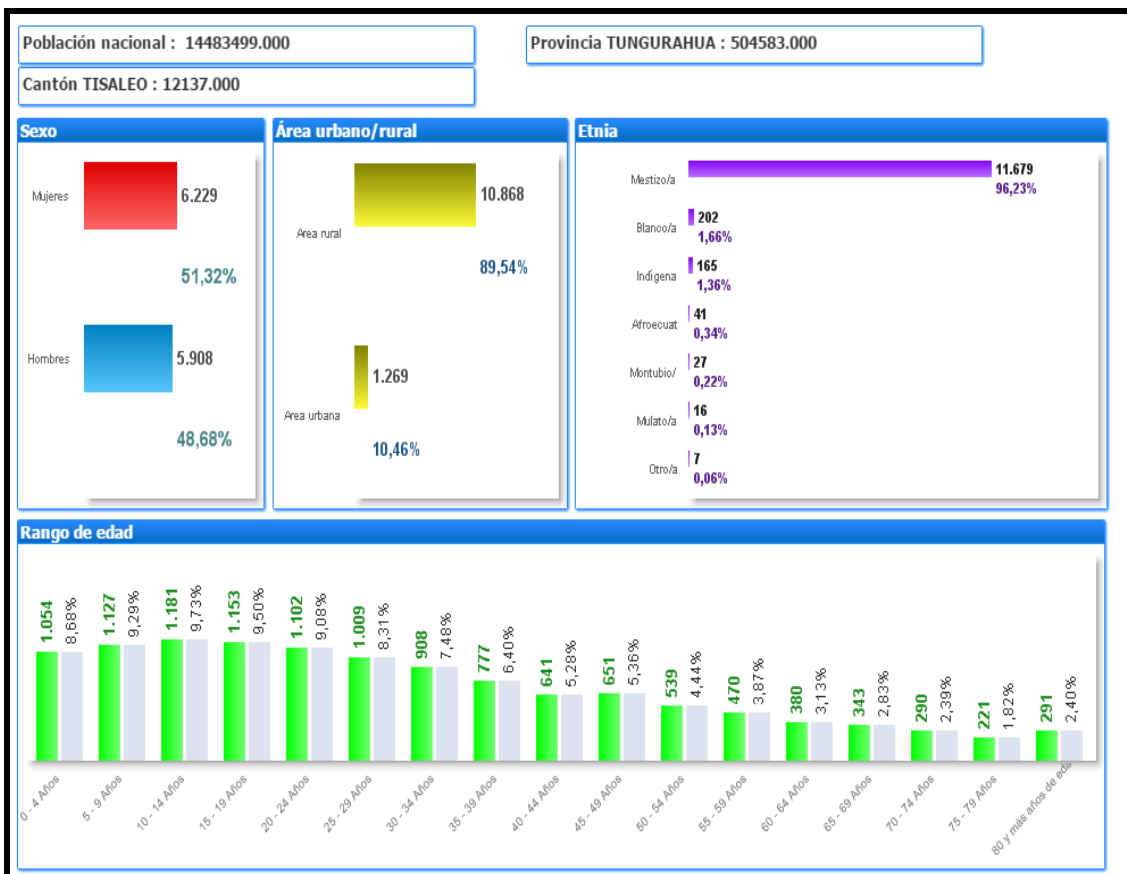 Población nacional : 14483499.000
Provincia TUNGURAHUA : 504583.000
Cantón TISALEO : 12137.000
Sexo
Mujeres
6.229
51,32%
Hombres
5.908
48,68%
Área urbano/rural
Area rural
10.868
89,54%
Area urbana
1.269
10,46%
Etnia
Mestizo/a
11.679
96,23%
Blanco/a
202
1,66%
Indígena
165
1,36%
Afroecuat
41
0,34%
Montubio/
27
0,22%
Mulato/a
16
0,13%
Otro/a
7
0,06%
Rango de edad
1.054
8,68%
1.127
9,29%
1.181
9,73%
1.153
9,50%
1.102
9,08%
1.009
8,31%
908
7,48%
777
6,40%
641
5,28%
651
5,36%
539
4,44%
470
3,87%
380
3,13%
343
2,83%
290
2,39%
221
1,82%
291
2,40%
0 - 4 Años
5 - 9 Años
10 - 14 Años
15 - 19 Años
20 - 24 Años
25 - 29 Años
30 - 34 Años
35 - 39 Años
40 - 44 Años
45 - 49 Años
50 - 54 Años
55 - 59 Años
60 - 64 Años
65 - 69 Años
70 - 74 Años
75 - 79 Años
80 y más años de eda